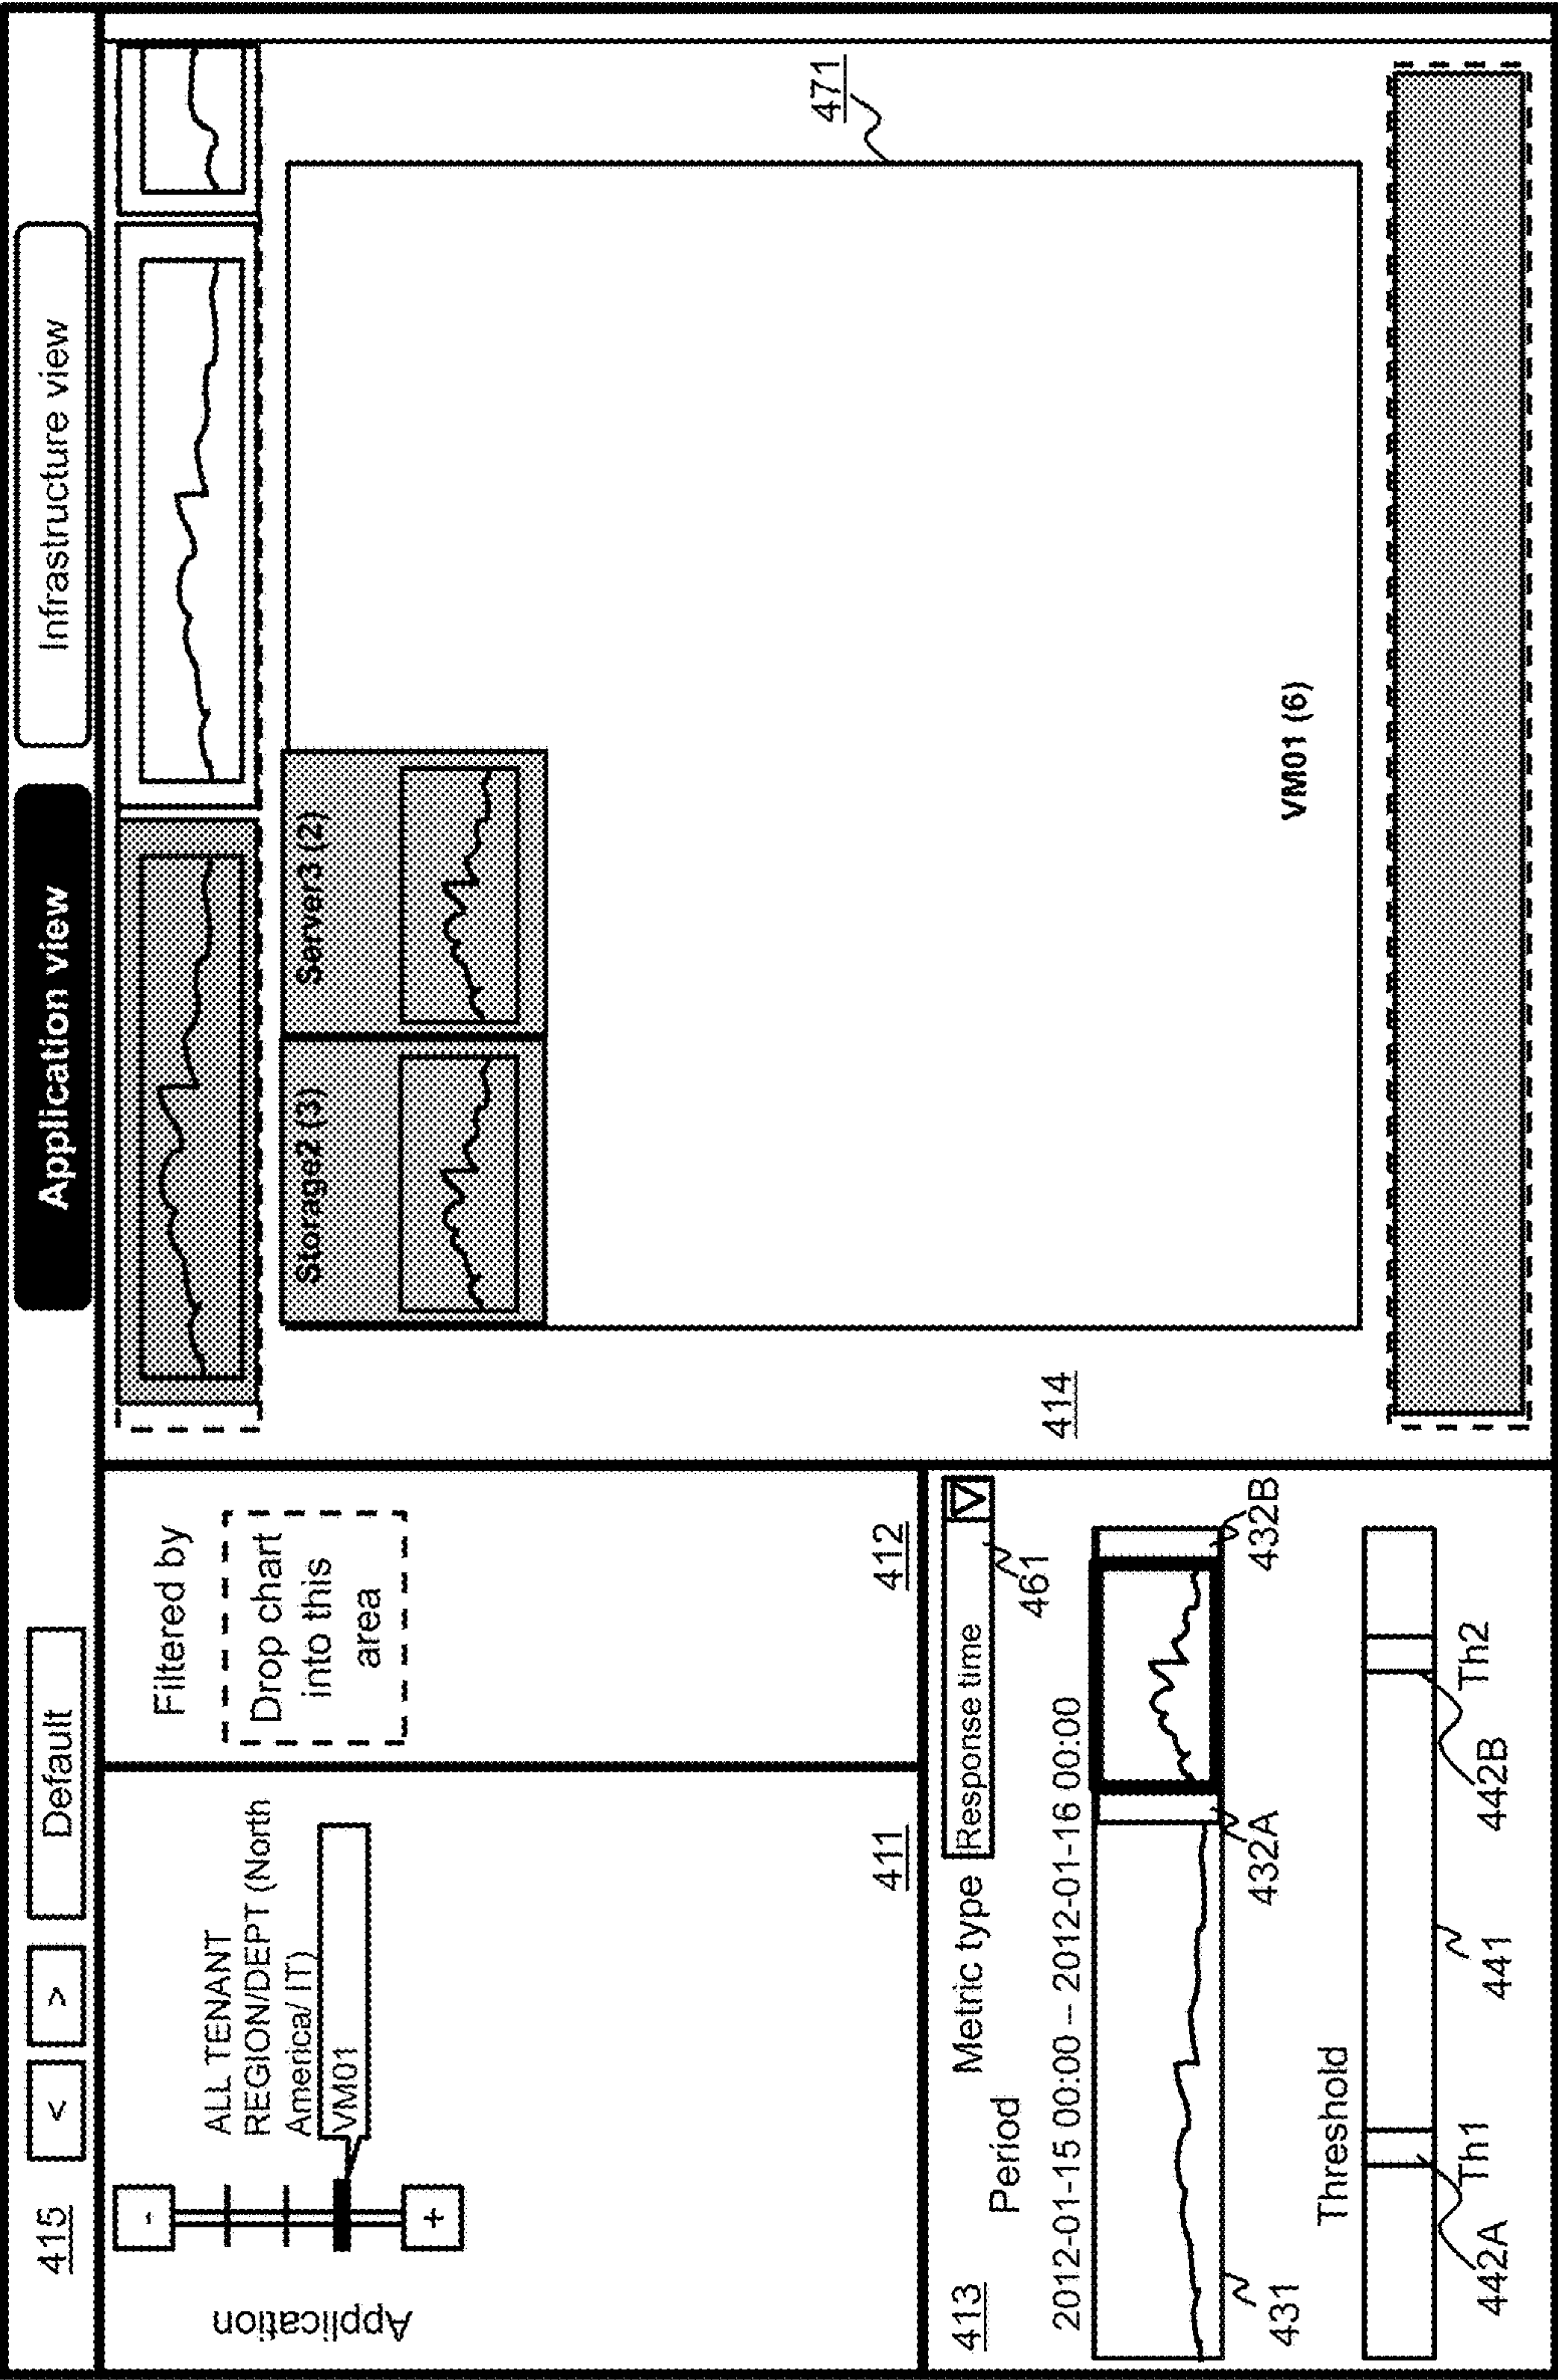 415
<
>
Default
Application view
Infrastructure view
Application
-
+
ALL TENANT
REGION/DEPT (North
America/ IT)
VM01
411
Filtered by
Drop chart
into this
area
412
413
Metric type
Response time
461
Period
2012-01-15 00:00 – 2012-01-16 00:00
431
432A
432B
Threshold
442A
Th1
441
442B
Th2
Storage2 (3)
Server3 (2)
VM01 (6)
414
471